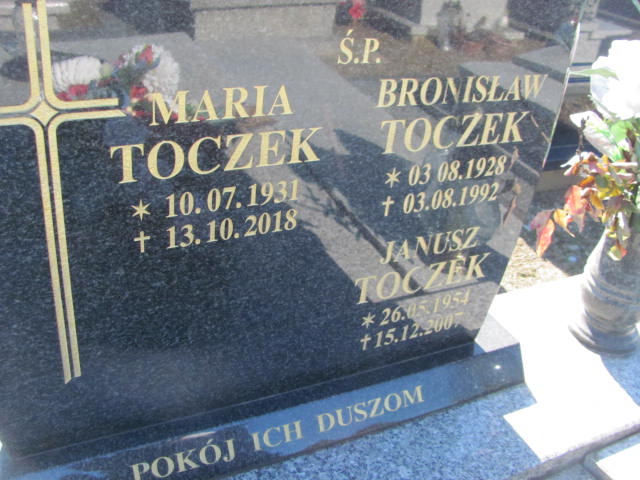 Ś.P.
MARIA
TOCZEK
* 10.07.1931
† 13.10.2018
BRONISŁAW
TOCZEK
* 03 08.1928
† 03.08.1992
JANUSZ
TOCZEK
* 26.05.1954
† 15.12.2007
POKÓJ ICH DUSZOM